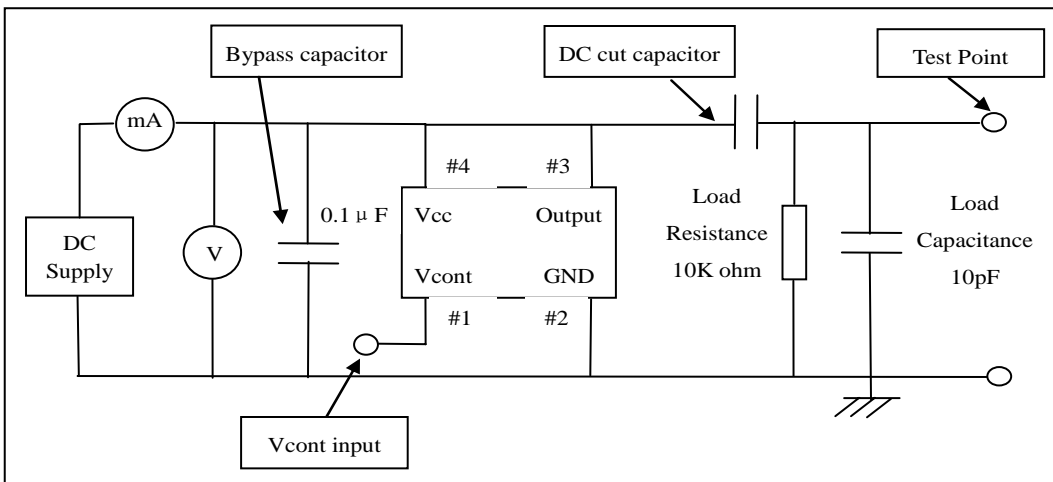 Bypass capacitor
DC cut capacitor
Test Point
mA
#4
#3
0.1μF
Vcc
Output
Load
Resistance
10K ohm
Load
Capacitance
10pF
DC
Supply
V
Vcont
GND
#1
#2
Vcont input